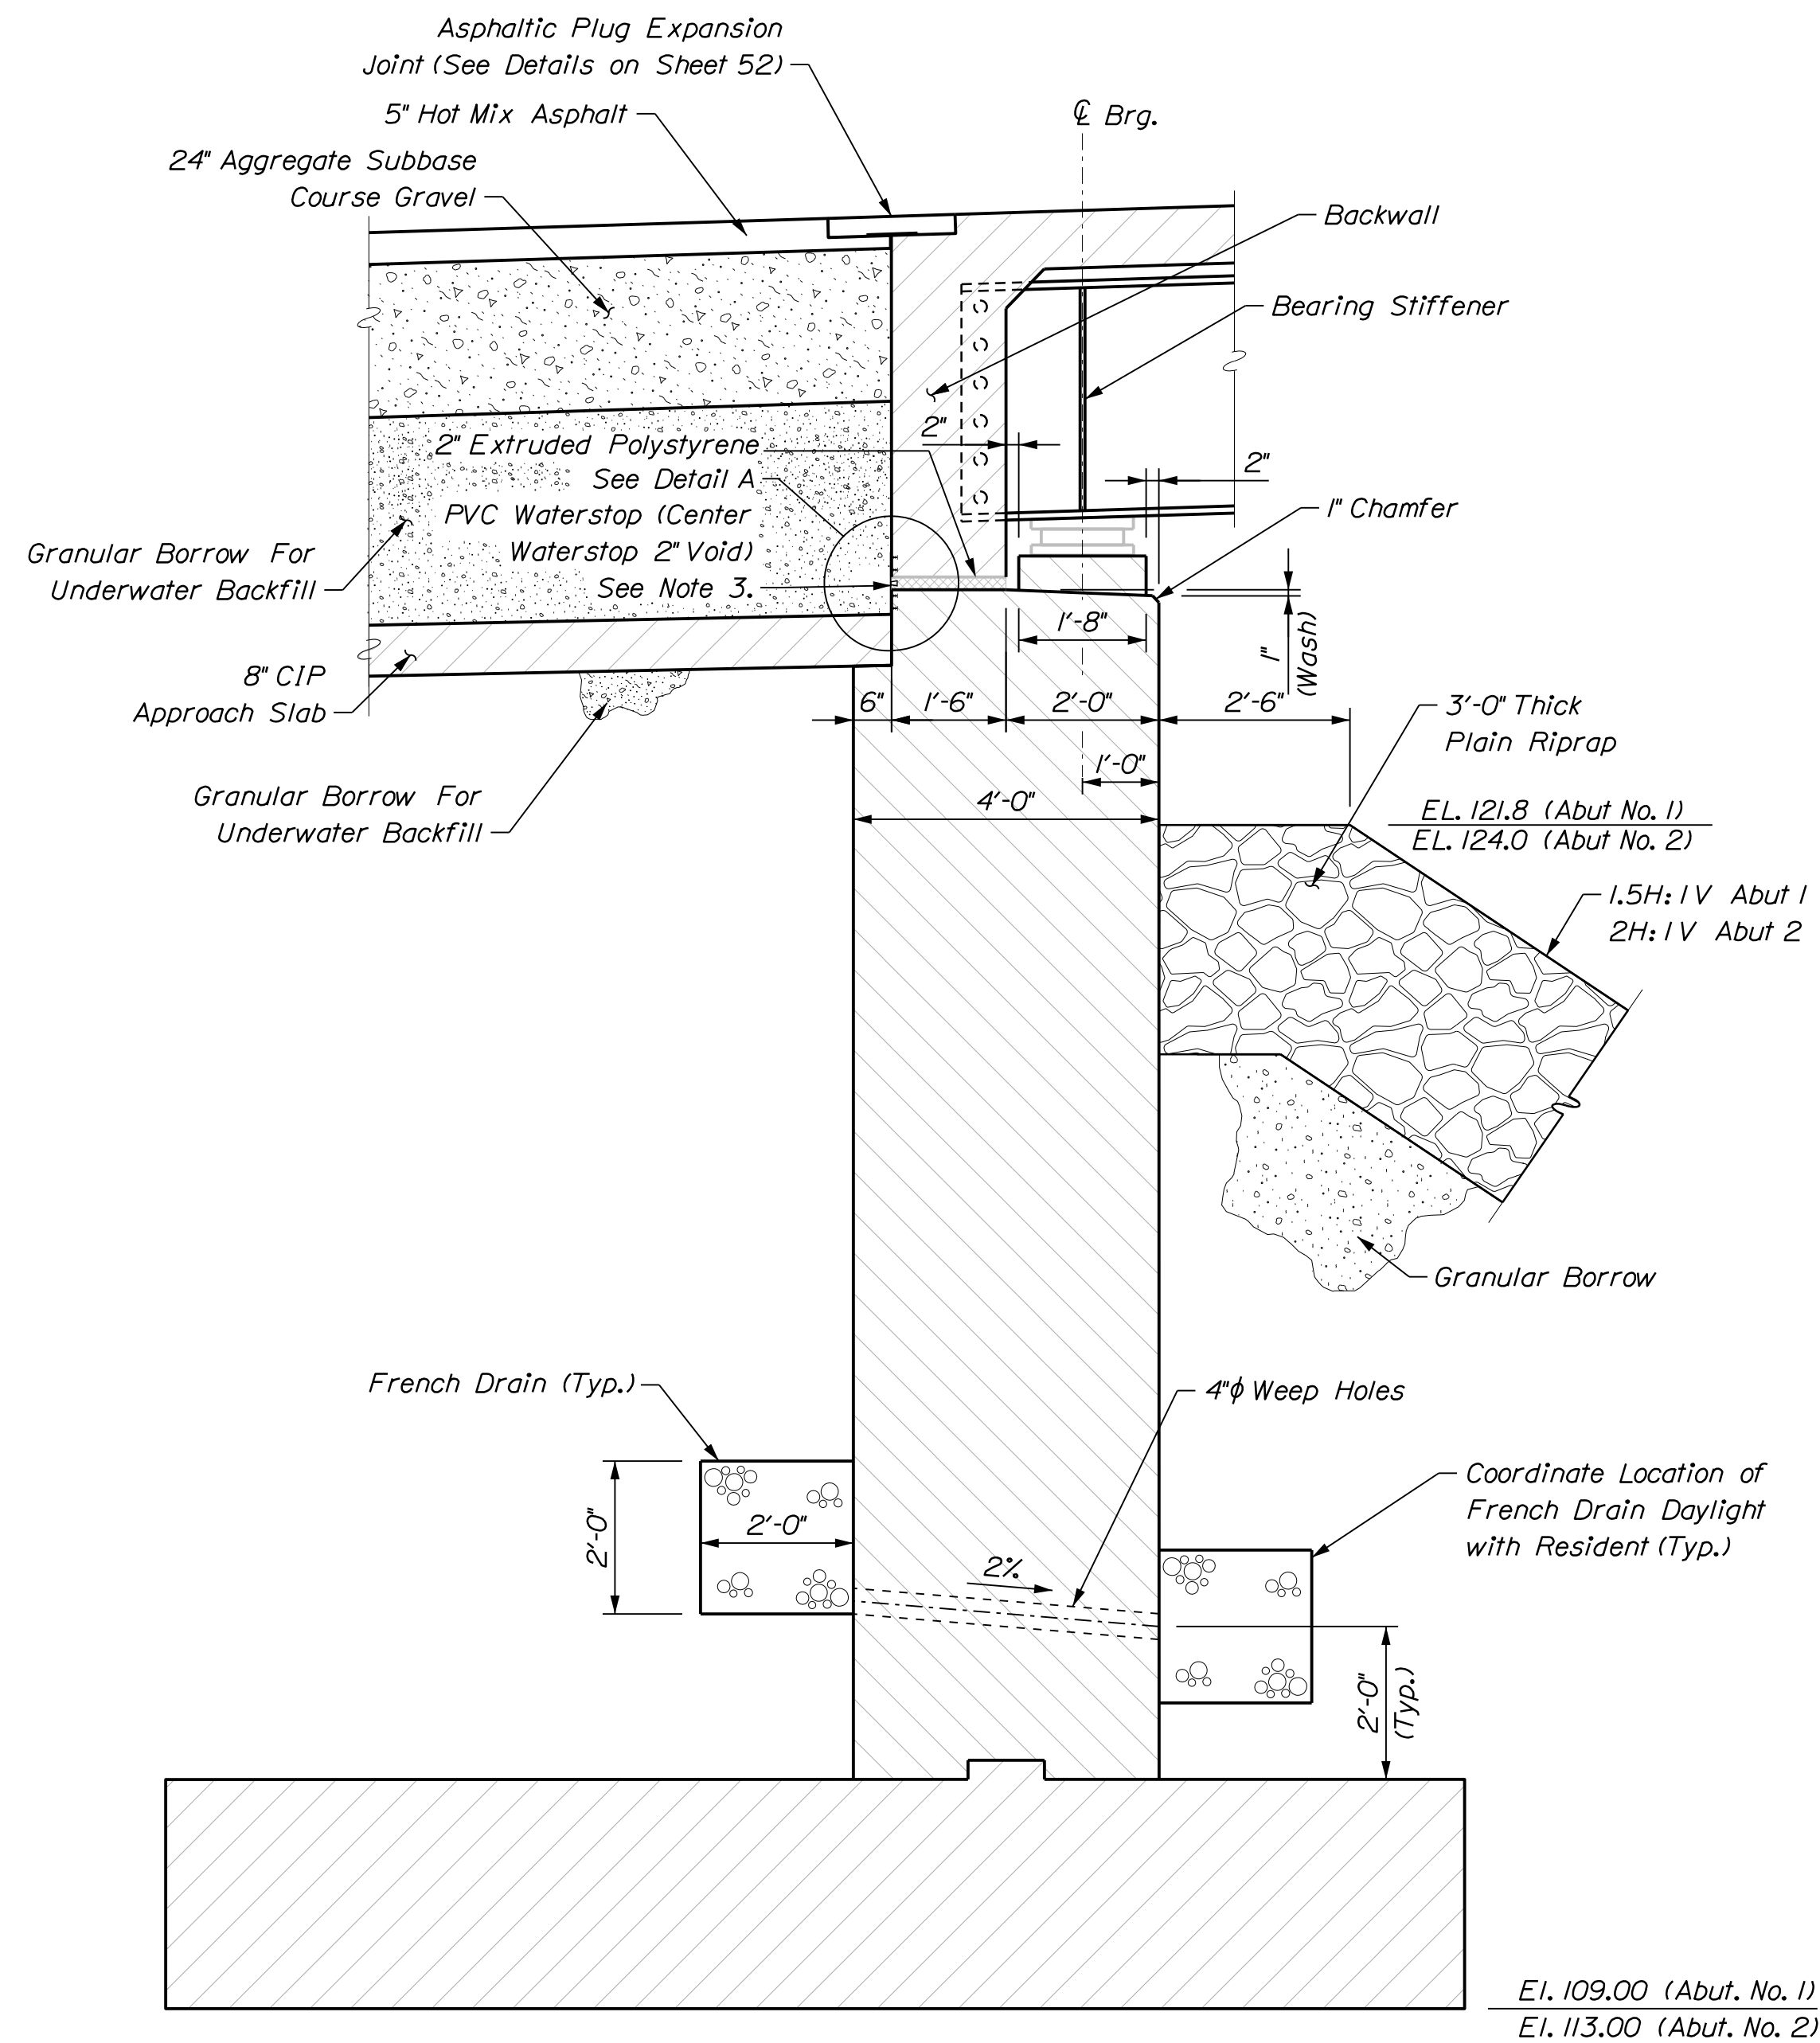 Asphaltic Plug Expansion
Joint (See Details on Sheet 52)
5" Hot Mix Asphalt
24" Aggregate Subbase
Course Gravel
℄ Brg.
Backwall
Bearing Stiffener
2"
2" Extruded Polystyrene
See Detail A
PVC Waterstop (Center
Waterstop 2" Void)
See Note 3.
2"
1" Chamfer
Granular Borrow For
Underwater Backfill
1'-8"
1"
(Wash)
8" CIP
Approach Slab
6"
1'-6"
2'-0"
2'-6"
3'-0" Thick
Plain Riprap
1'-0"
4'-0"
Granular Borrow For
Underwater Backfill
EL. 121.8 (Abut No. 1)
EL. 124.0 (Abut No. 2)
1.5H:1V Abut 1
2H:1V Abut 2
Granular Borrow
French Drain (Typ.)
4"ϕ Weep Holes
Coordinate Location of
French Drain Daylight
with Resident (Typ.)
2'-0"
2'-0"
2%
2'-0"
(Typ.)
El. 109.00 (Abut. No. 1)
El. 113.00 (Abut. No. 2)